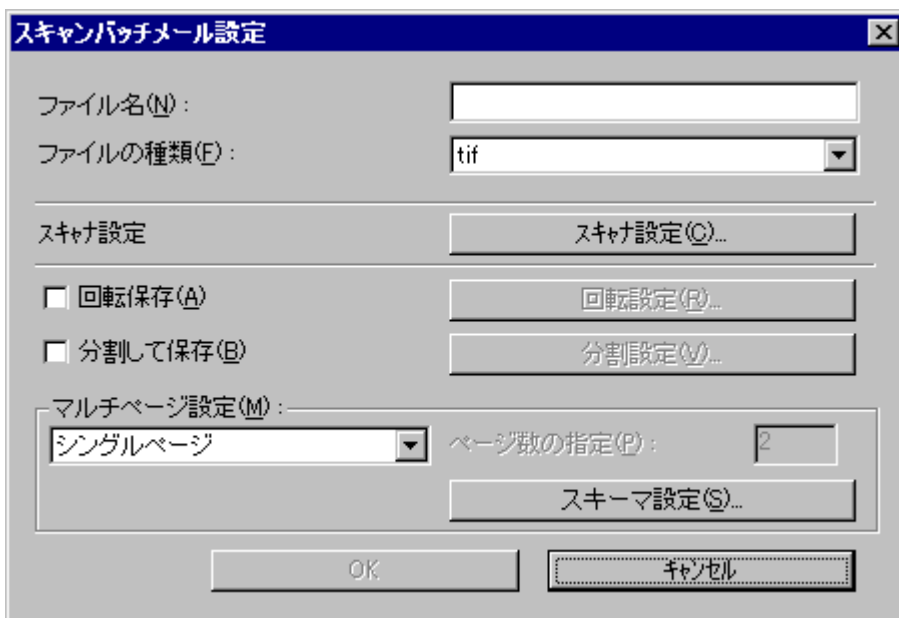 スキャンバッチメール設定
ファイル名(N) :
ファイルの種類(F) : tif
スキャナ設定 スキャナ設定(C)...
回転保存(A) 回転設定(R)...
分割して保存(B) 分割設定(V)...
マルチページ設定(M) :
シングルページ ページ数の指定(P) : 2
スキーマ設定(S)...
OK キャンセル